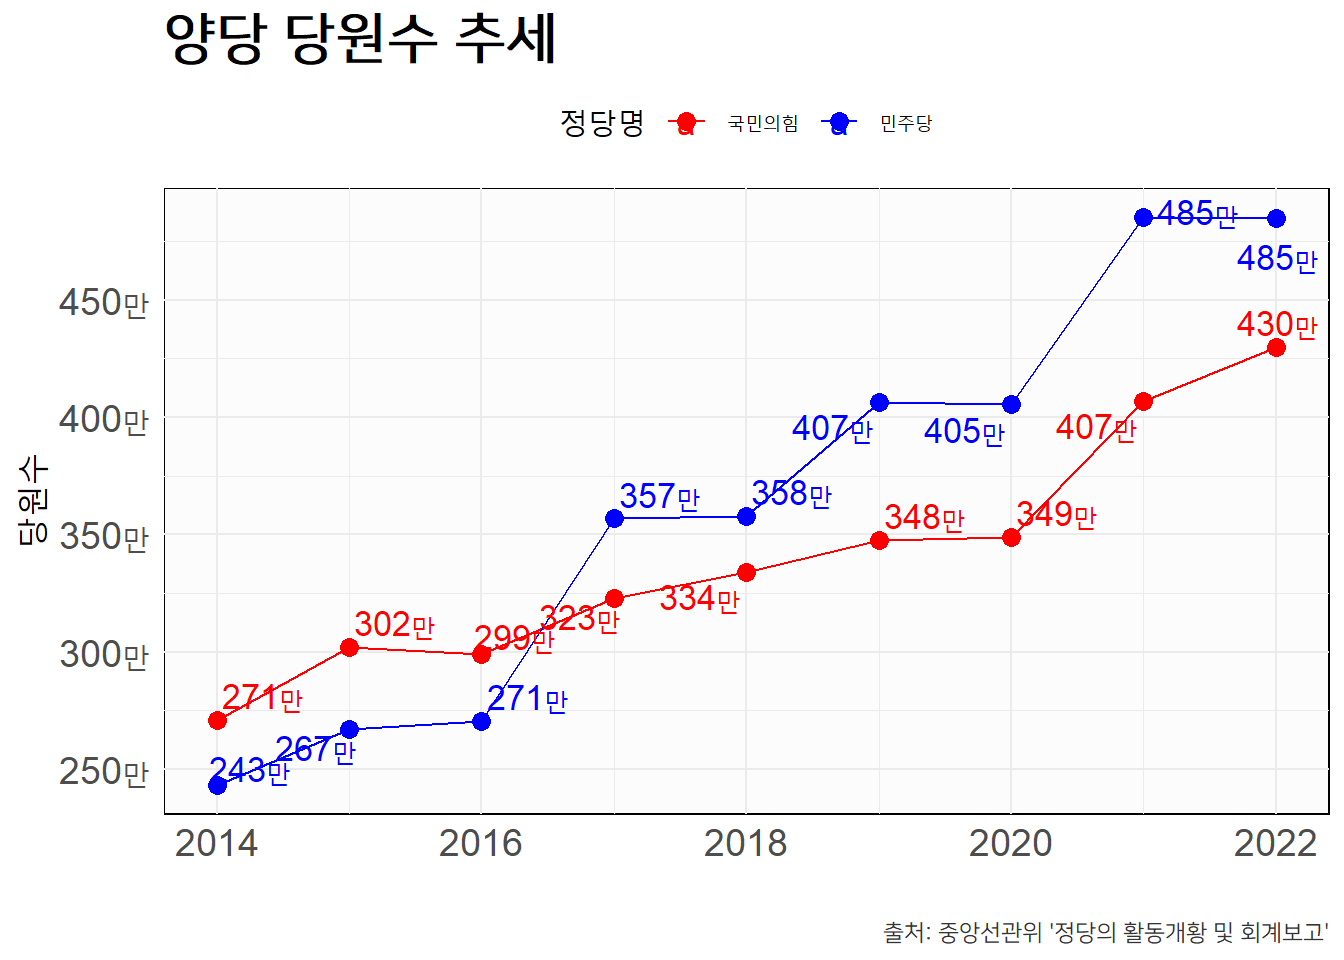 양당 당원수 추세
정당명 a 국민의힘 a 민주당
당원수
450만
400만
350만
300만
250만
485만
485만
430만
407만
405만
407만
357만
358만
348만
349만
323만
334만
302만
299만
271만
271만
267만
243만
2014 2016 2018 2020 2022
출처: 중앙선관위 '정당의 활동개황 및 회계보고'